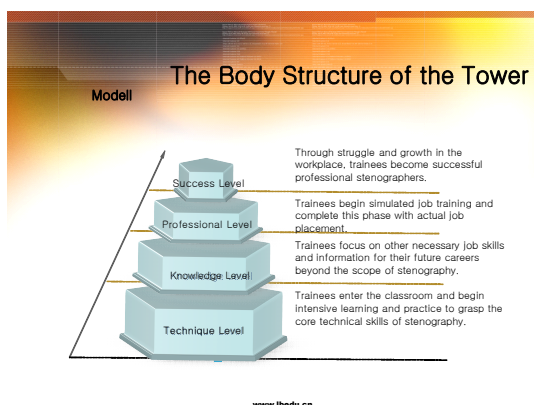 The Body Structure of the Tower
Modell
Through struggle and growth in the
workplace, trainees become successful
professional stenographers.
Success Level
Trainees begin simulated job training and
complete this phase with actual job
placement.
Professional Level
Trainees focus on other necessary job skills
and information for their future careers
beyond the scope of stenography.
Knowledge Level
Trainees enter the classroom and begin
intensive learning and practice to grasp the
core technical skills of stenography.
Technique Level